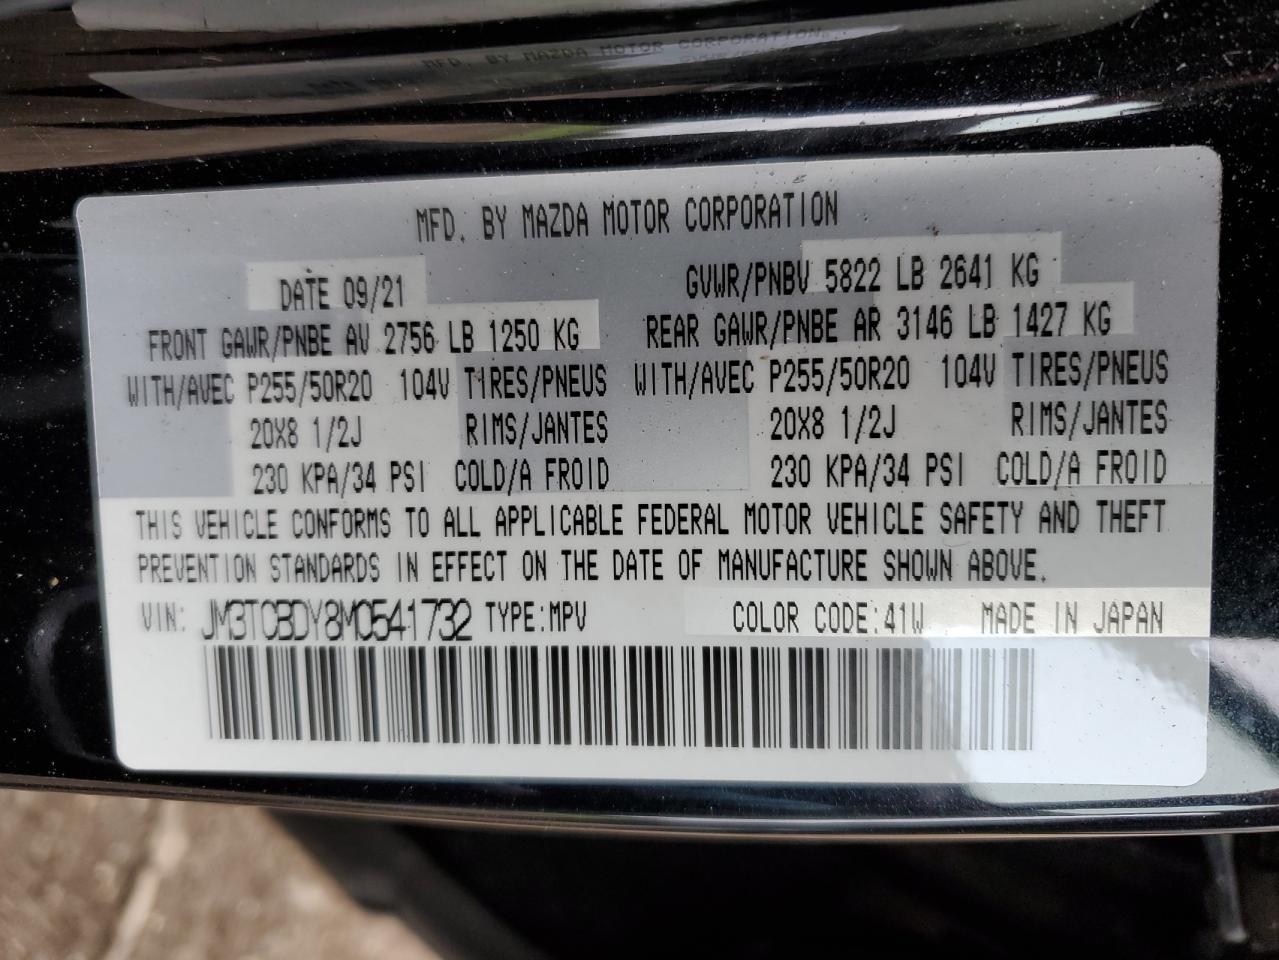 MFD. BY MAZDA MOTOR CORPORATION.
MFD. BY MAZDA MOTOR CORPORATION
DATE 09/21 GVWR/PNBV 5822 LB 2641 KG
FRONT GAWR/PNBE AV 2756 LB 1250 KG REAR GAWR/PNBE AR 3146 LB 1427 KG
WITH/AVEC P255/50R20 104V TIRES/PNEUS WITH/AVEC P255/50R20 104V TIRES/PNEUS
20X8 1/2J RIMS/JANTES 20X8 1/2J RIMS/JANTES
230 KPA/34 PSI COLD/A FROID 230 KPA/34 PSI COLD/A FROID
THIS VEHICLE CONFORMS TO ALL APPLICABLE FEDERAL MOTOR VEHICLE SAFETY AND THEFT
PREVENTION STANDARDS IN EFFECT ON THE DATE OF MANUFACTURE SHOWN ABOVE.
VIN: JM3TCBDY8M0541732 TYPE:MPV COLOR CODE:41W MADE IN JAPAN